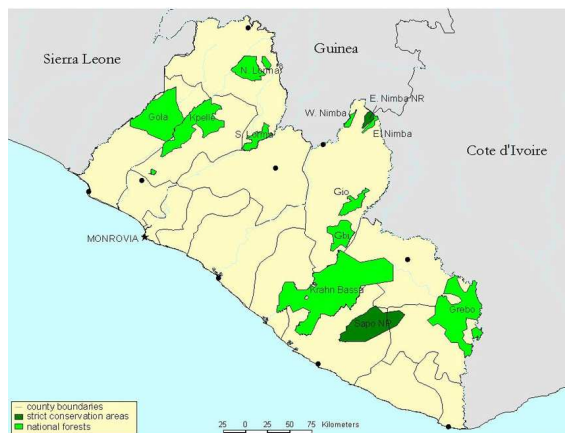 Sierra Leone
Guinea
N. Lorma
E. Nimba NR
W. Nimba
Gola
Kpelle
S. Lorma
E. Nimba
Cote d'Ivoire
Gio
MONROVIA
Gbi
Krahn Bassa
Grebo
Sapo NP
county boundaries
strict conservation areas
national forests
25 0 25 50 75 Kilometers